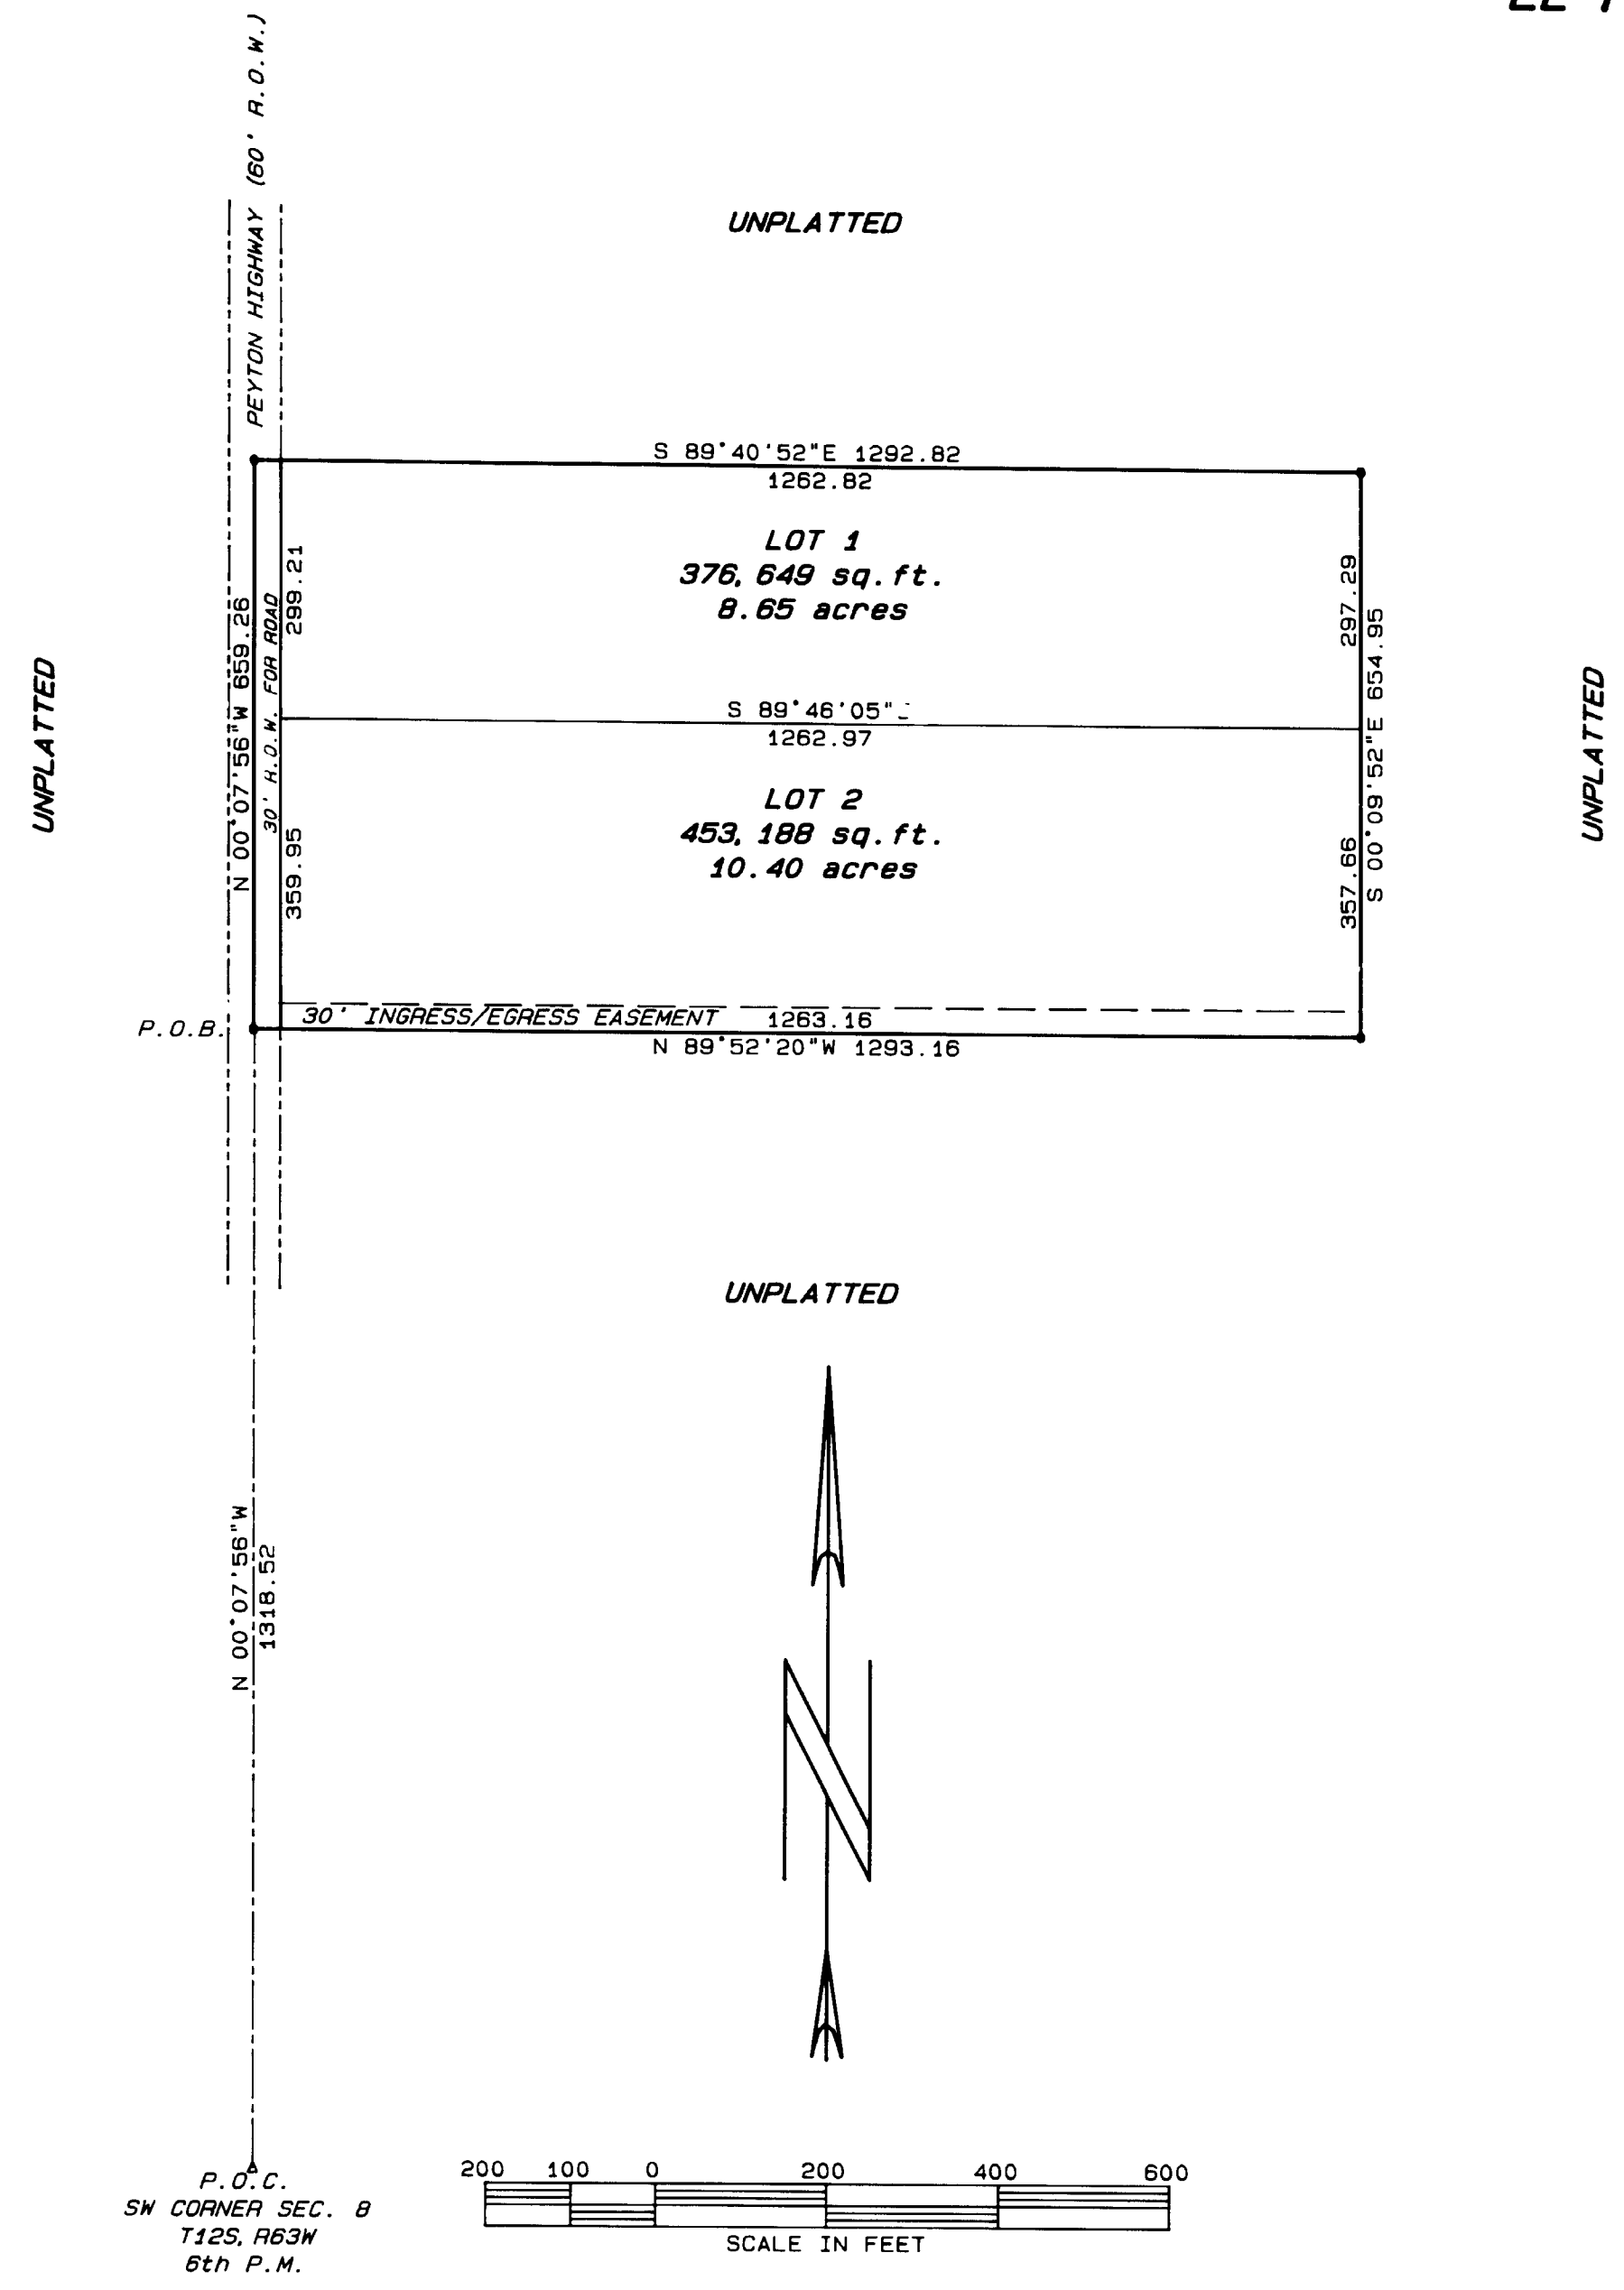 PEYTON HIGHWAY (60' R.O.W.)
UNPLATTED
S 89°40'52"E 1292.82
1262.82
LOT 1
376,649 sq.ft.
8.65 acres
299.21
297.29
N 00°07'56"W 659.26
30' R.O.W. FOR ROAD
S 00°09'52"E 654.95
UNPLATTED
UNPLATTED
S 89°46'05"
1262.97
LOT 2
453,188 sq.ft.
10.40 acres
359.95
357.66
P.O.B.
30' INGRESS/EGRESS EASEMENT 1263.16
N 89°52'20"W 1293.16
UNPLATTED
N 00°07'56"W
1318.52
N
P.O.C.
SW CORNER SEC. 8
T12S, R63W
6th P.M.
200 100 0 200 400 600
SCALE IN FEET